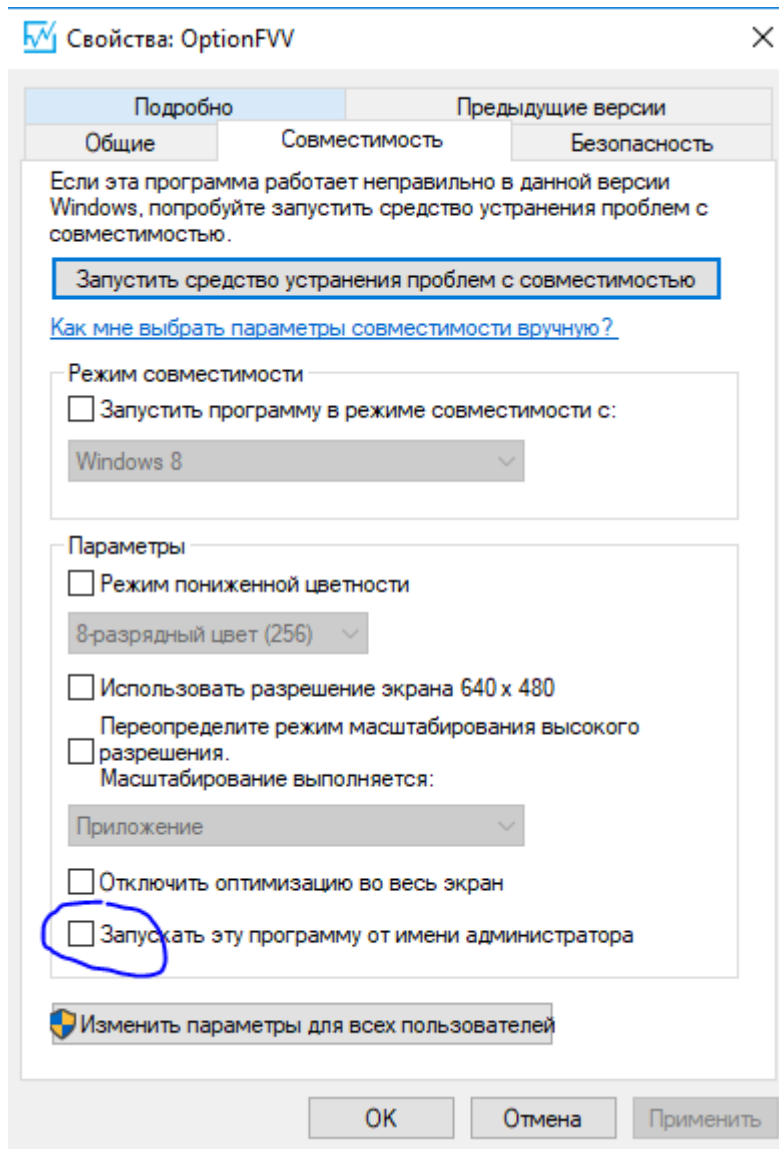 Свойства: OptionFVV
Подробно
Предыдущие версии
Общие
Совместимость
Безопасность
Если эта программа работает неправильно в данной версии
Windows, попробуйте запустить средство устранения проблем с
совместимостью.
Запустить средство устранения проблем с совместимостью
Как мне выбрать параметры совместимости вручную?
Режим совместимости
Запустить программу в режиме совместимости с:
Windows 8
Параметры
Режим пониженной цветности
8-разрядный цвет (256)
Использовать разрешение экрана 640 x 480
Переопределите режим масштабирования высокого
разрешения.
Масштабирование выполняется:
Приложение
Отключить оптимизацию во весь экран
Запускать эту программу от имени администратора
Изменить параметры для всех пользователей
OK
Отмена
Применить